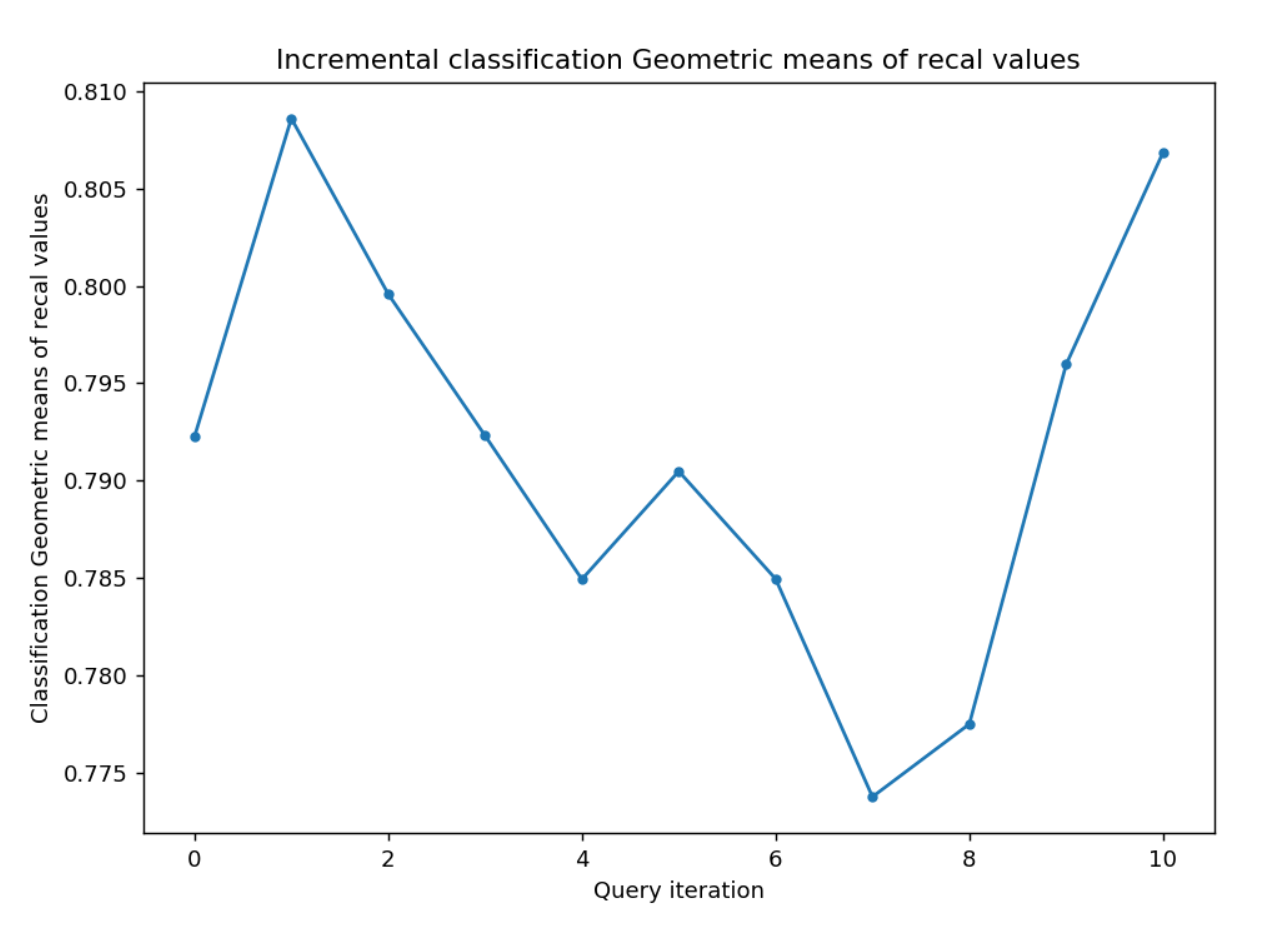 Incremental classification Geometric means of recal values
Classification Geometric means of recal values
0.810
0.805
0.800
0.795
0.790
0.785
0.780
0.775
0 2 4 6 8 10
Query iteration